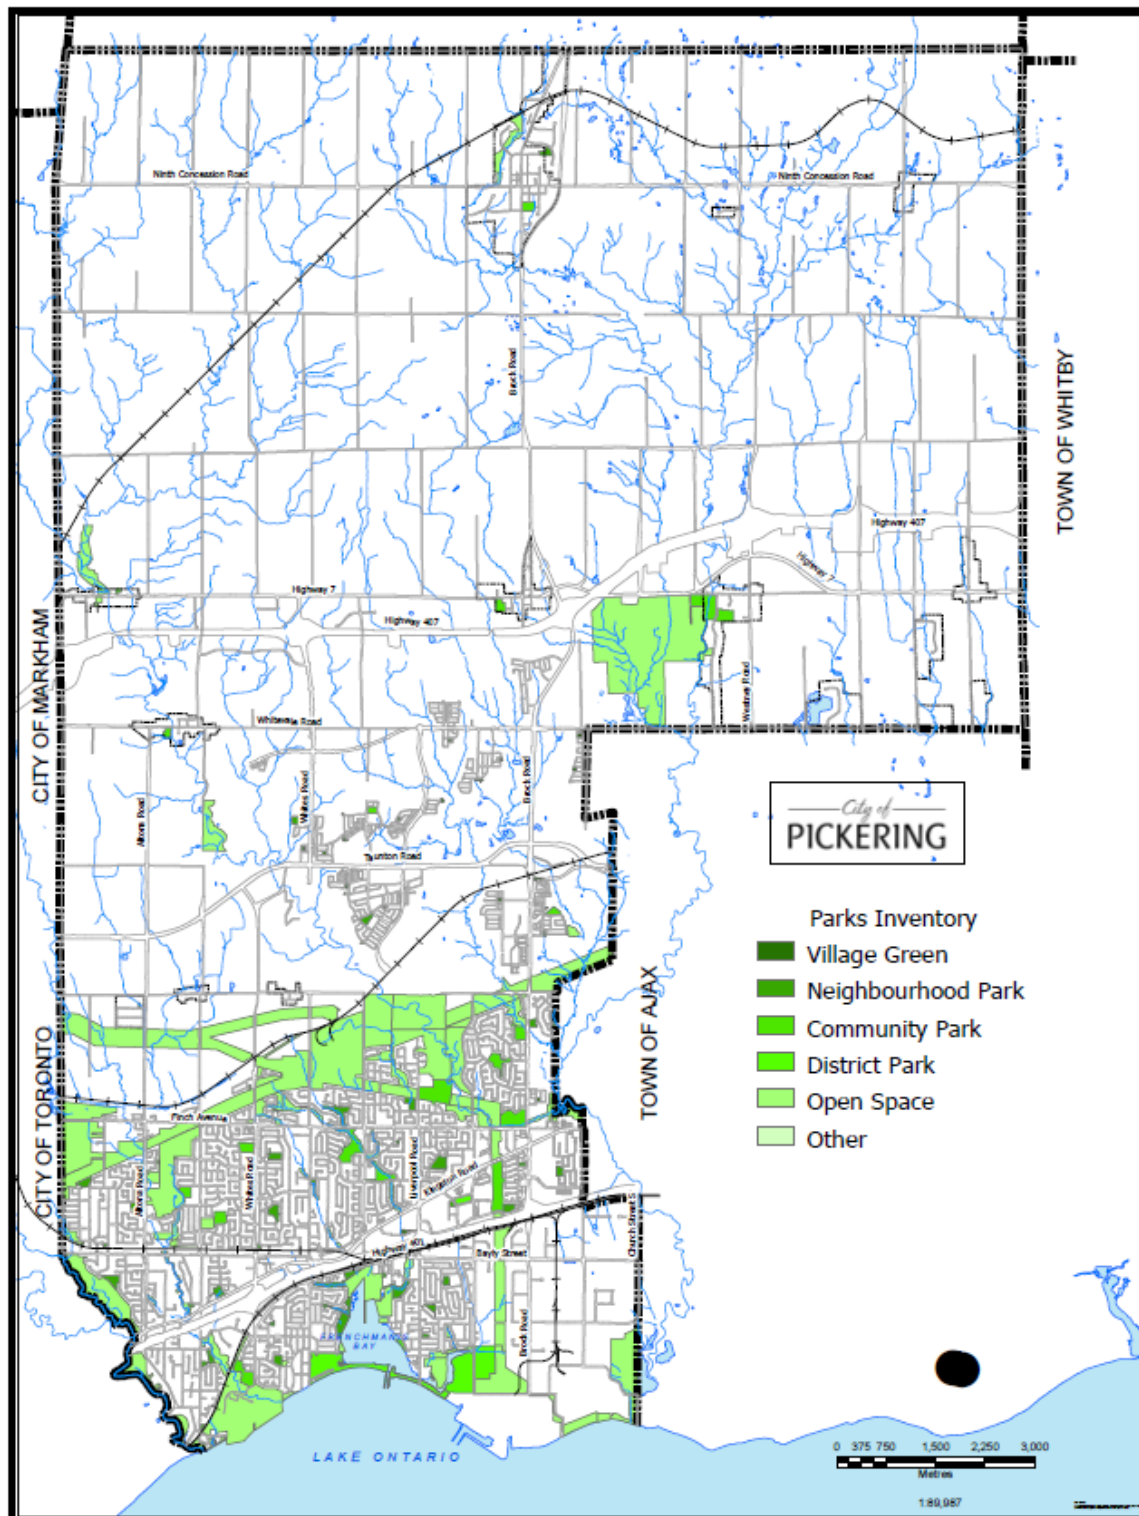 Ninth Concession Road
Ninth Concession Road
Brock Road
TOWN OF WHITBY
Highway 407
Highway 7
Highway 7
Highway 407
CITY OF MARKHAM
Westney Road
Whitevale Road
Altona Road
Whites Road
Brock Road
City of
PICKERING
Taunton Road
Parks Inventory
Village Green
Neighbourhood Park
Community Park
District Park
Open Space
Other
TOWN OF AJAX
CITY OF TORONTO
Finch Avenue
Altona Road
Whites Road
Liverpool Road
Kingston Road
Church Street S
Highway 401
Bayly Street
Brock Road
FRENCHMAN'S
BAY
LAKE ONTARIO
0 375 750 1,500 2,250 3,000
Metres
1:89,987